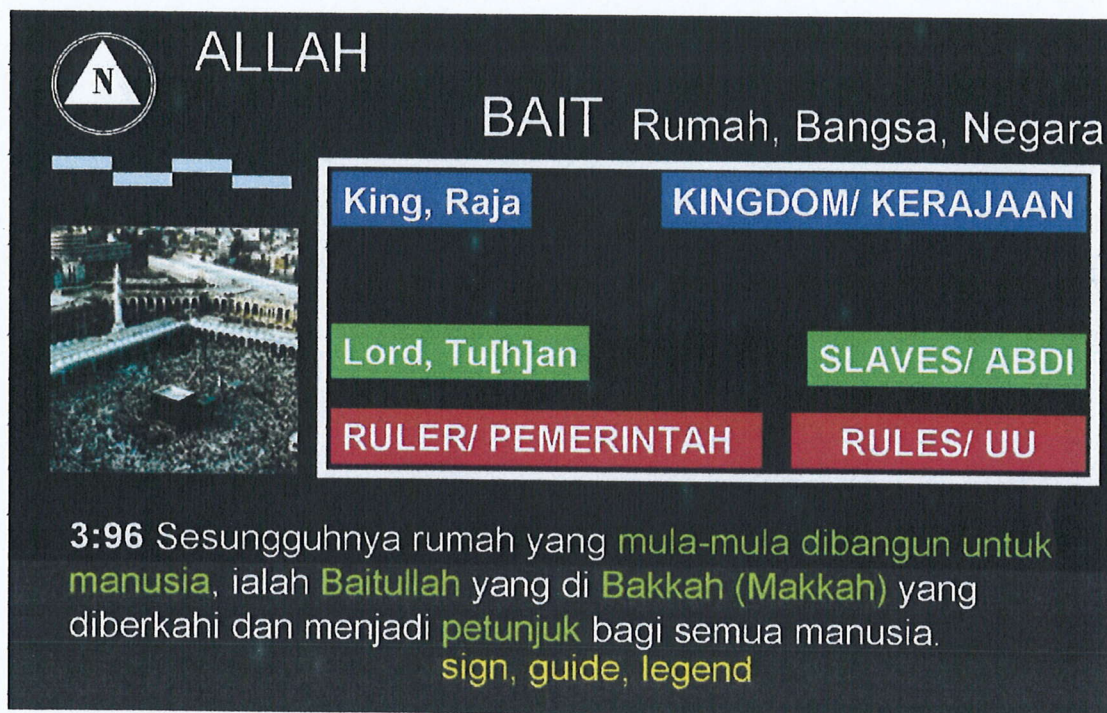 N
ALLAH
BAIT Rumah, Bangsa, Negara
King, Raja KINGDOM/ KERAJAAN
Lord, Tu[h]an SLAVES/ ABDI
RULER/ PEMERINTAH RULES/ UU
3:96 Sesungguhnya rumah yang mula-mula dibangun untuk
manusia, ialah Baitullah yang di Bakkah (Makkah) yang
diberkahi dan menjadi petunjuk bagi semua manusia.
sign, guide, legend